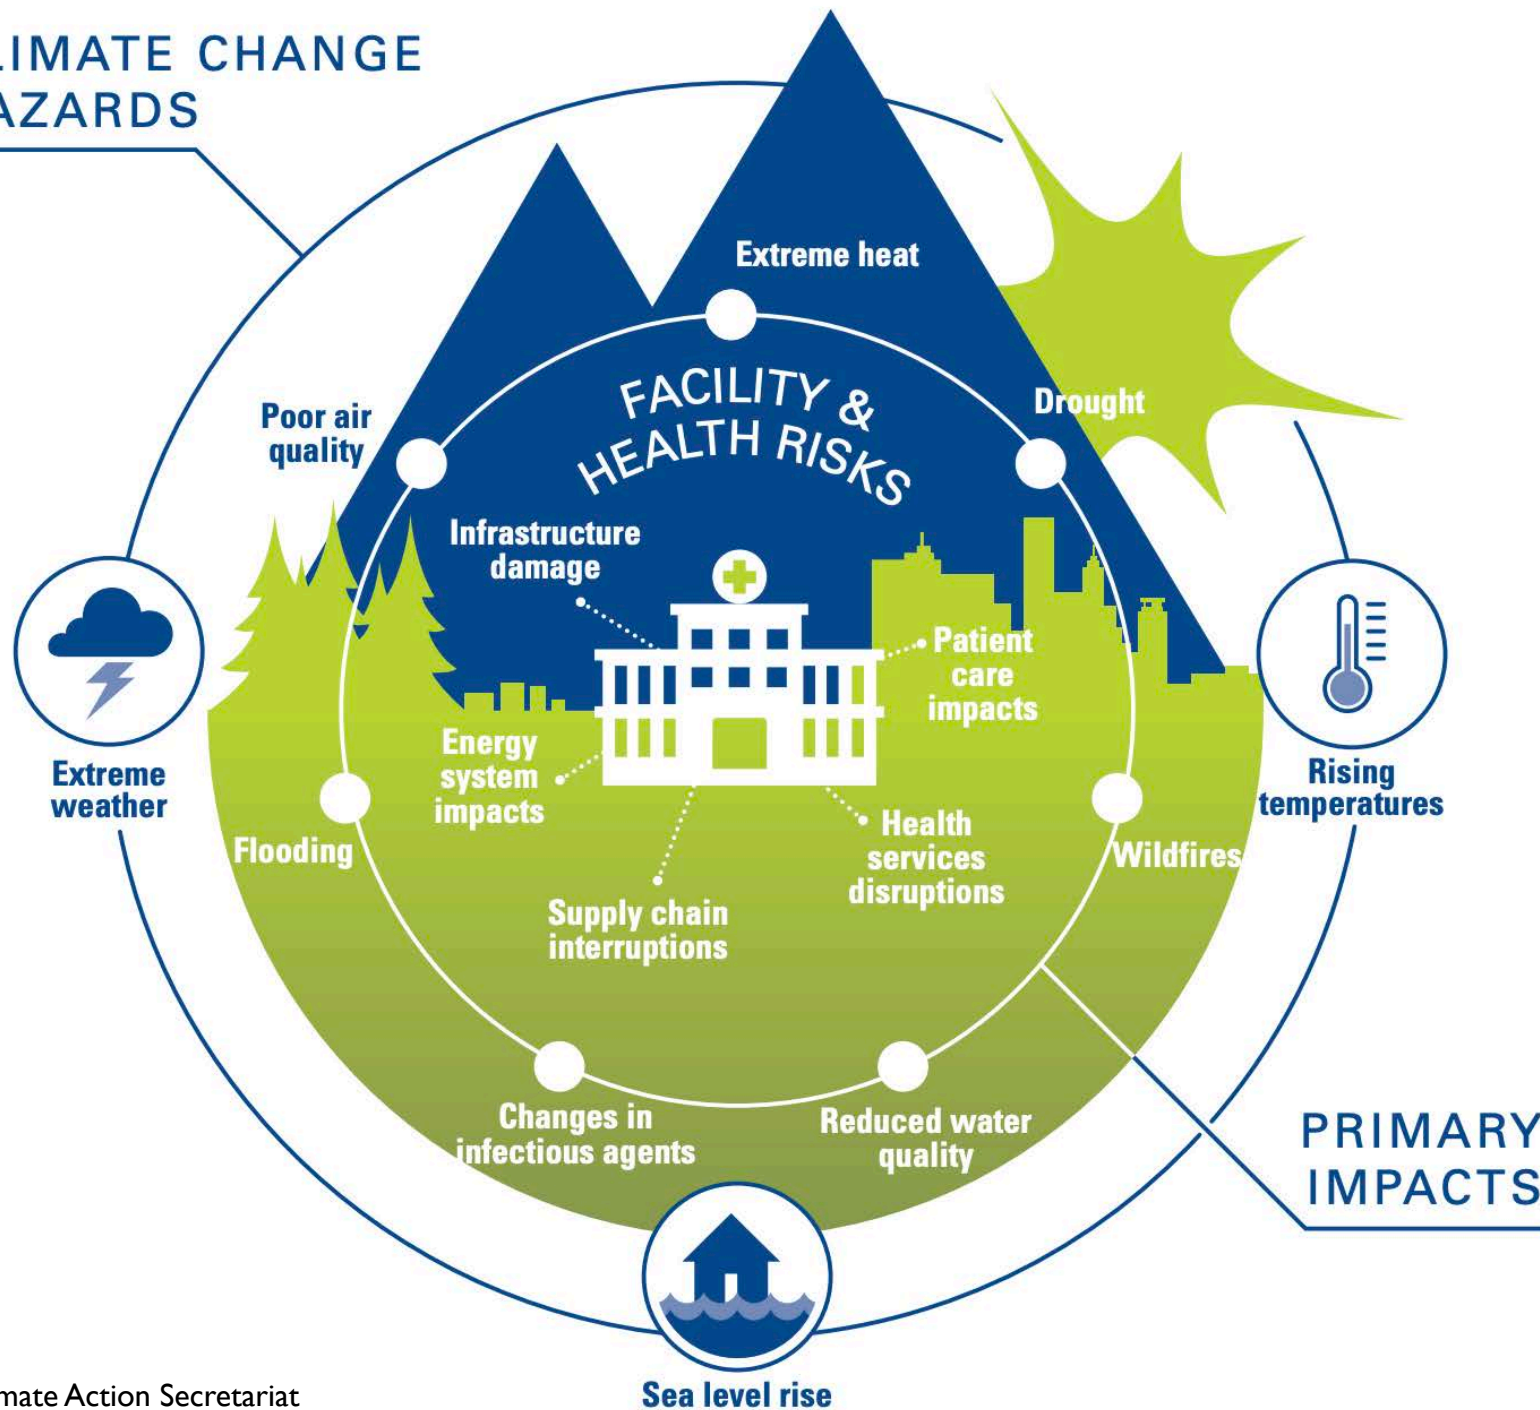 LIMATE CHANGE
AZARDS
Extreme heat
FACILITY &
HEALTH RISKS
Drought
Poor air
quality
Infrastructure
damage
Patient
care
impacts
Energy
system
impacts
Extreme
weather
Rising
temperatures
Flooding
Health
services
disruptions
Wildfires
Supply chain
interruptions
Changes in
infectious agents
Reduced water
quality
PRIMARY
IMPACTS
Sea level rise
mate Action Secretariat